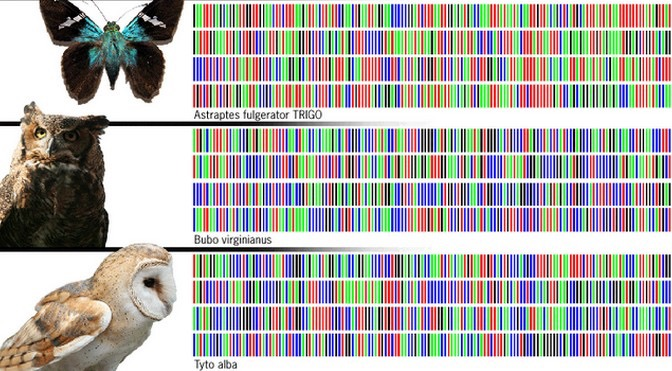 Astraptes fulgerator TRIGO
Bubo virginianus
Tyto alba